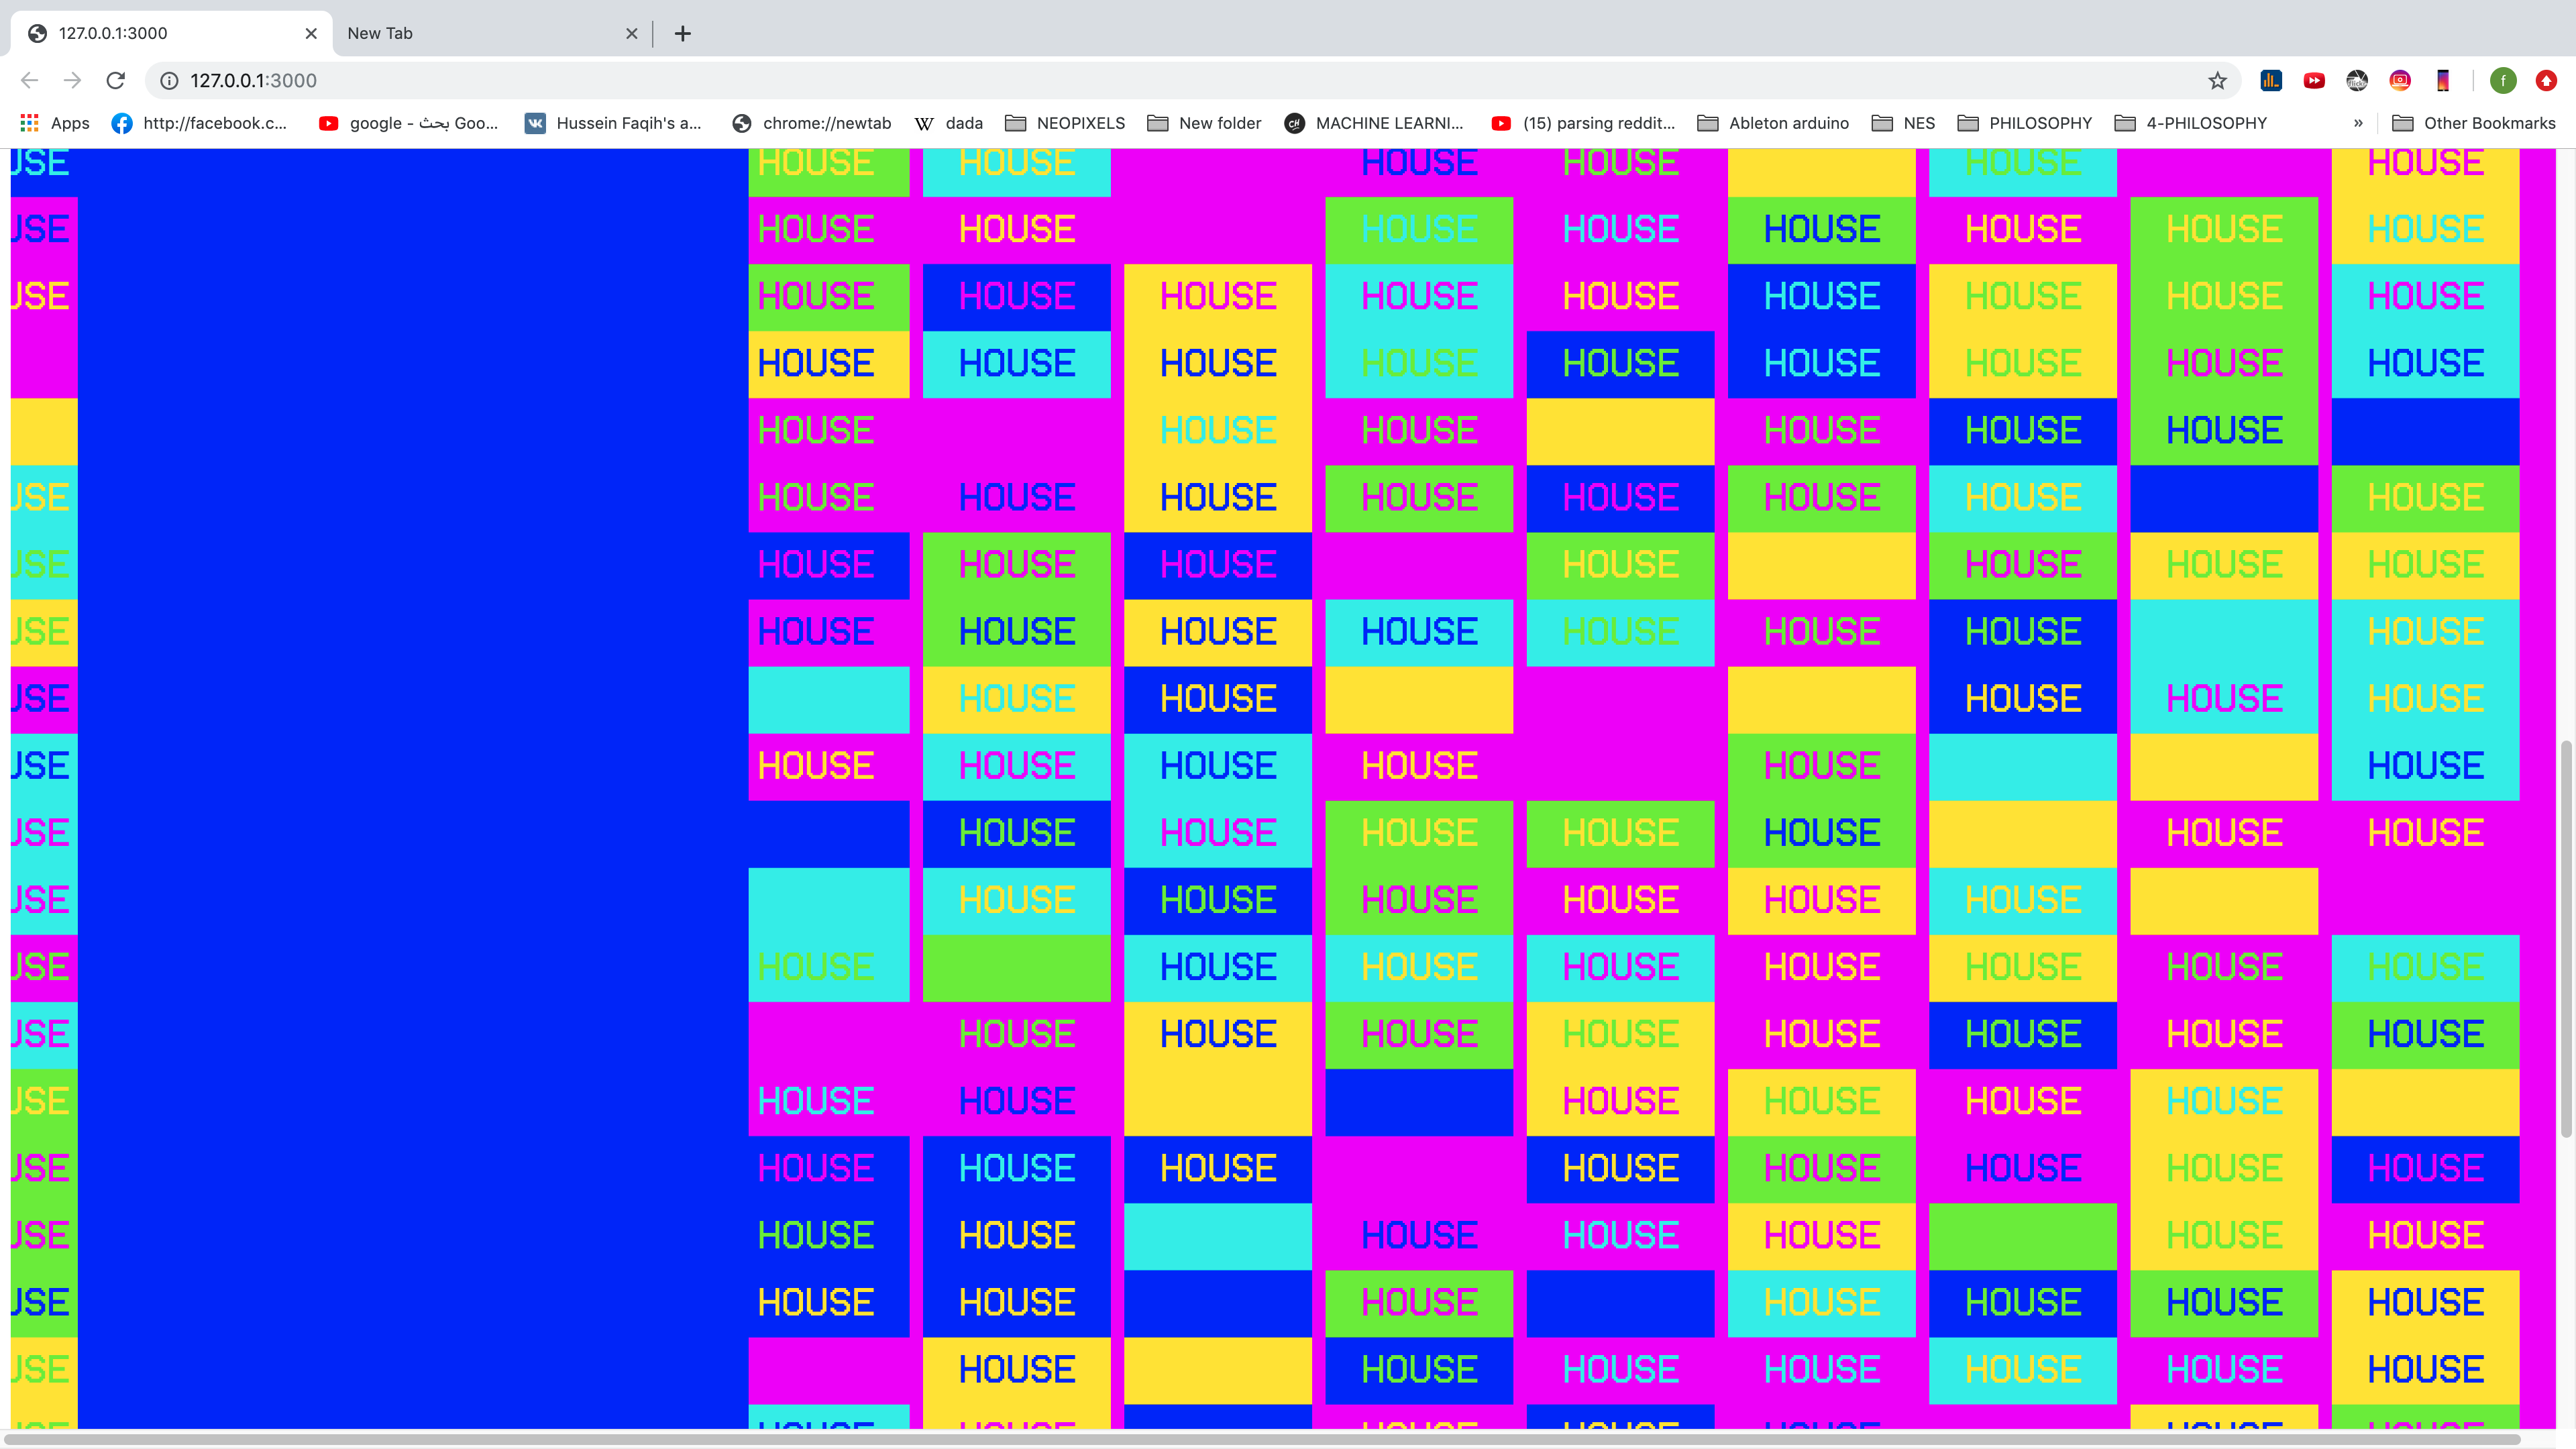 127.0.0.1:3000
New Tab
127.0.0.1:3000
Apps http://facebook.c... google - بحث Goo... Hussein Faqih's a... chrome://newtab dada NEOPIXELS New folder MACHINE LEARNI... (15) parsing reddit... Ableton arduino NES PHILOSOPHY 4-PHILOSOPHY » Other Bookmarks
USE HOUSE HOUSE HOUSE HOUSE HOUSE HOUSE
USE HOUSE HOUSE HOUSE HOUSE HOUSE HOUSE HOUSE HOUSE
USE HOUSE HOUSE HOUSE HOUSE HOUSE HOUSE HOUSE HOUSE HOUSE
HOUSE HOUSE HOUSE HOUSE HOUSE HOUSE HOUSE HOUSE HOUSE
HOUSE HOUSE HOUSE HOUSE HOUSE HOUSE
USE HOUSE HOUSE HOUSE HOUSE HOUSE HOUSE HOUSE HOUSE
USE HOUSE HOUSE HOUSE HOUSE HOUSE HOUSE HOUSE
USE HOUSE HOUSE HOUSE HOUSE HOUSE HOUSE HOUSE HOUSE
USE HOUSE HOUSE HOUSE HOUSE HOUSE
USE HOUSE HOUSE HOUSE HOUSE HOUSE HOUSE
USE HOUSE HOUSE HOUSE HOUSE HOUSE HOUSE HOUSE
USE HOUSE HOUSE HOUSE HOUSE HOUSE HOUSE
USE HOUSE HOUSE HOUSE HOUSE HOUSE HOUSE HOUSE HOUSE
USE HOUSE HOUSE HOUSE HOUSE HOUSE HOUSE HOUSE HOUSE
USE HOUSE HOUSE HOUSE HOUSE HOUSE HOUSE
USE HOUSE HOUSE HOUSE HOUSE HOUSE HOUSE HOUSE HOUSE
USE HOUSE HOUSE HOUSE HOUSE HOUSE HOUSE HOUSE
USE HOUSE HOUSE HOUSE HOUSE HOUSE HOUSE HOUSE
USE HOUSE HOUSE HOUSE HOUSE HOUSE HOUSE HOUSE